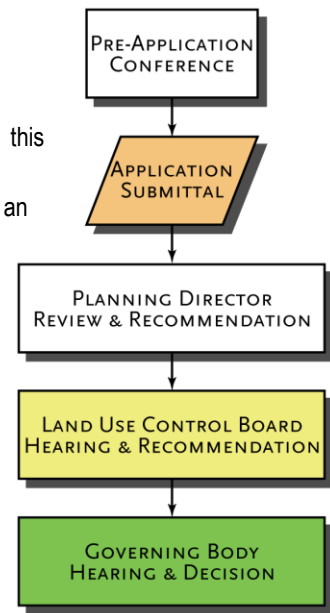 PRE-APPLICATION
CONFERENCE
this
APPLICATION
SUBMITTAL
an
PLANNING DIRECTOR
REVIEW & RECOMMENDATION
LAND USE CONTROL BOARD
HEARING & RECOMMENDATION
GOVERNING BODY
HEARING & DECISION